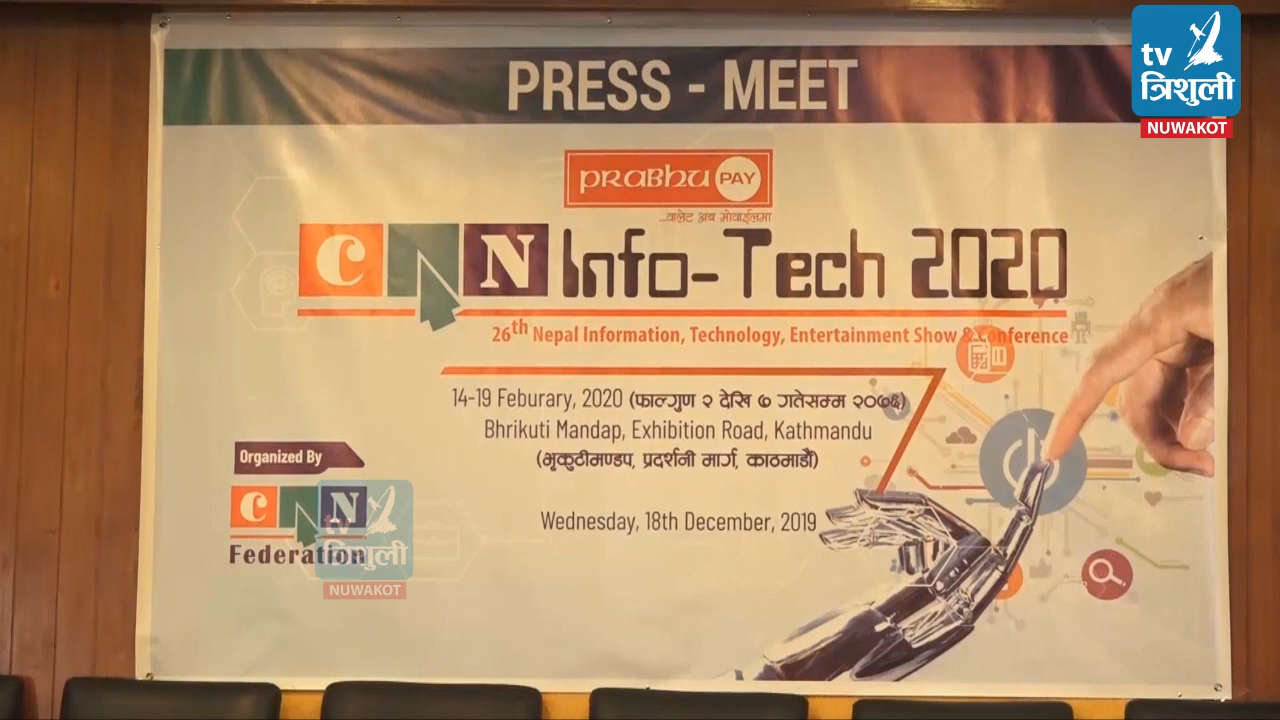 PRESS - MEET
tv
त्रिशुली
NUWAKOT
PRABHU PAY
...वालेट अब मोबाईलमा
CAN Info-Tech 2020
26th Nepal Information, Technology, Entertainment Show & Conference
14-19 Feburary, 2020 (फाल्गुण २ देखि ७ गतेसम्म २०७६)
Bhrikuti Mandap, Exhibition Road, Kathmandu
(भृकुटीमण्डप, प्रदर्शनी मार्ग, काठमाडौं)
Organized By
CAN
Federation
tv
त्रिशुली
NUWAKOT
Wednesday, 18th December, 2019